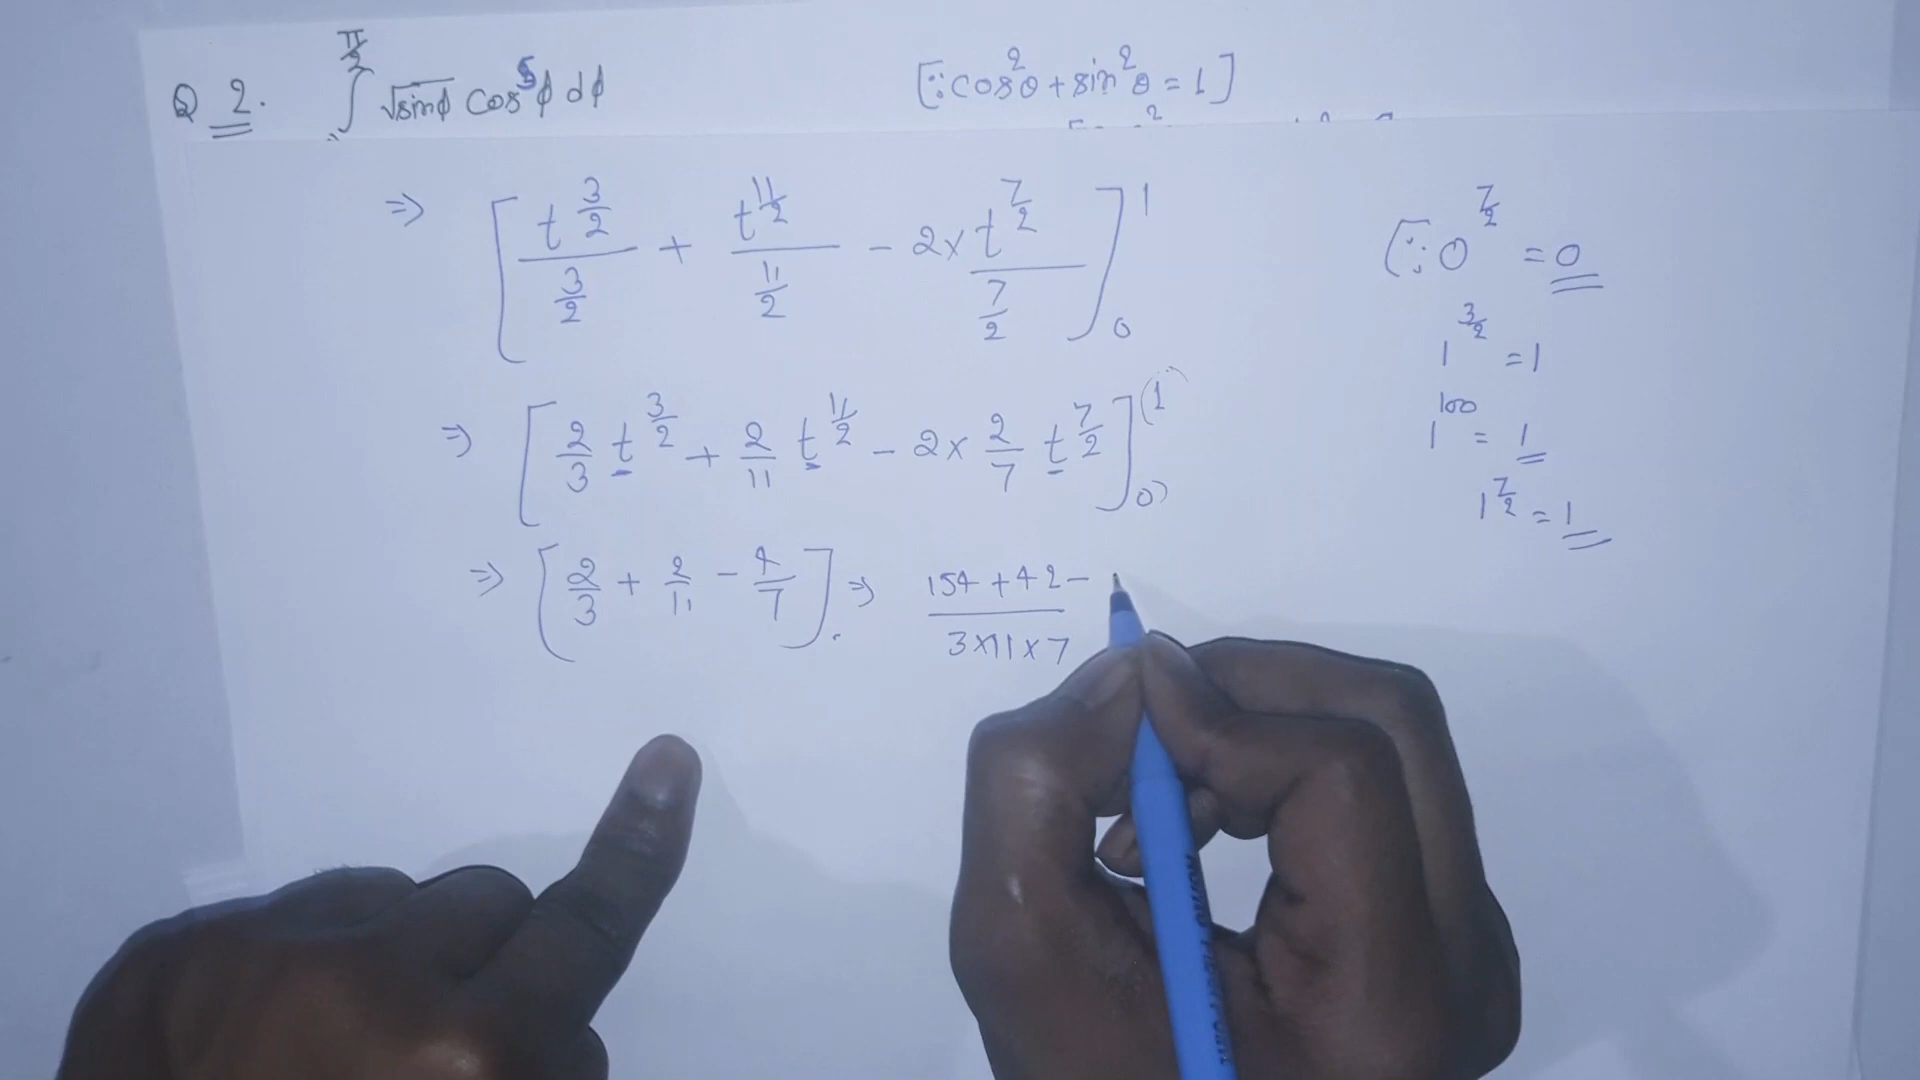 Q 2. ∫ π/2 √sinϕ Cos⁵ϕ dϕ [∵cos²θ + sin²θ = 1]
⇒ [ t^(3/2) / (3/2) + t^(11/2) / (11/2) - 2× t^(7/2) / (7/2) ]₀¹
[∵ 0^(7/2) = 0
1^(3/2) = 1
⇒ [ 2/3 t^(3/2) + 2/11 t^(11/2) - 2× 2/7 t^(7/2) ]₀¹
1^100 = 1
1^(7/2) = 1
⇒ [ 2/3 + 2/11 - 4/7 ]. ⇒ 154 + 42 -
3×11×7